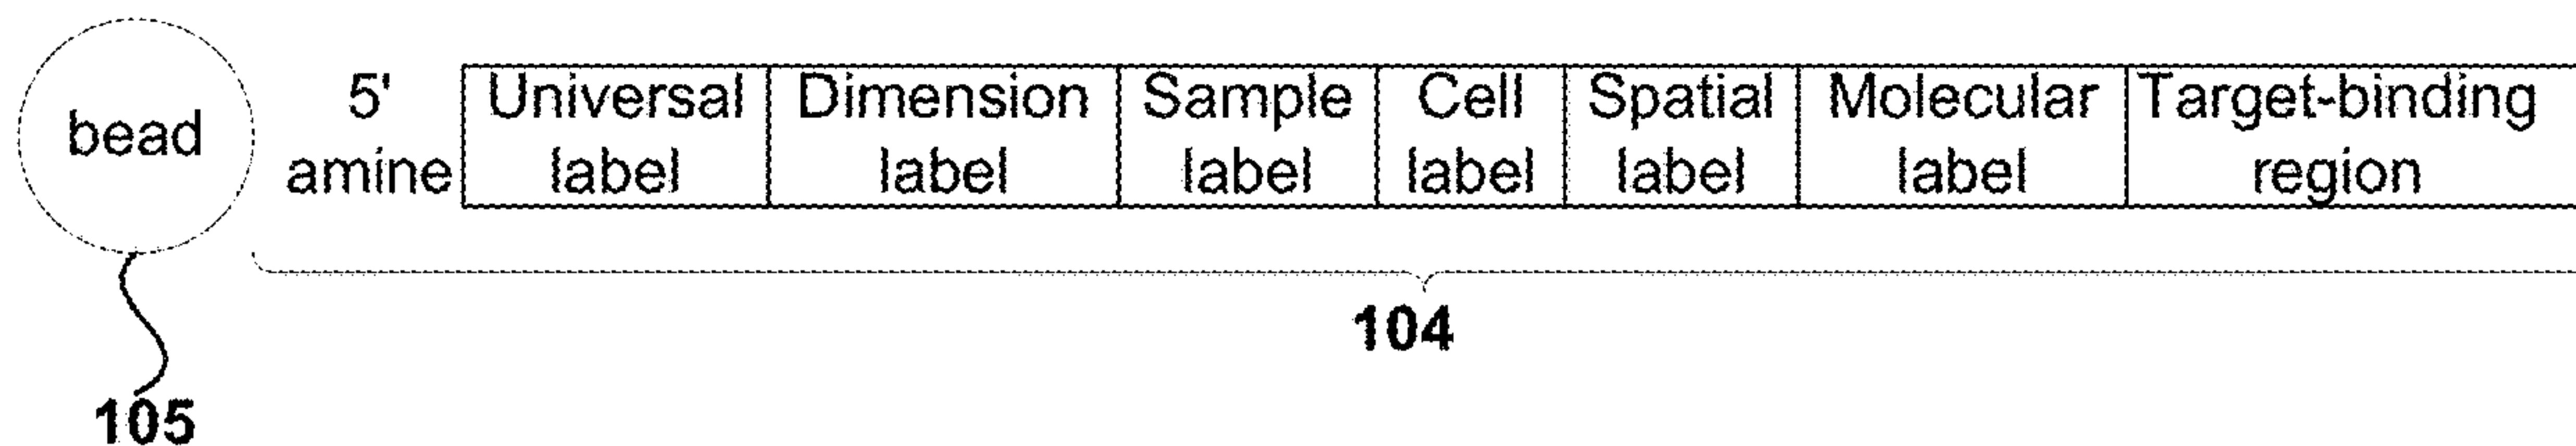 bead
5'
amine
Universal
label
Dimension
label
Sample
label
Cell
label
Spatial
label
Molecular
label
Target-binding
region
104
105